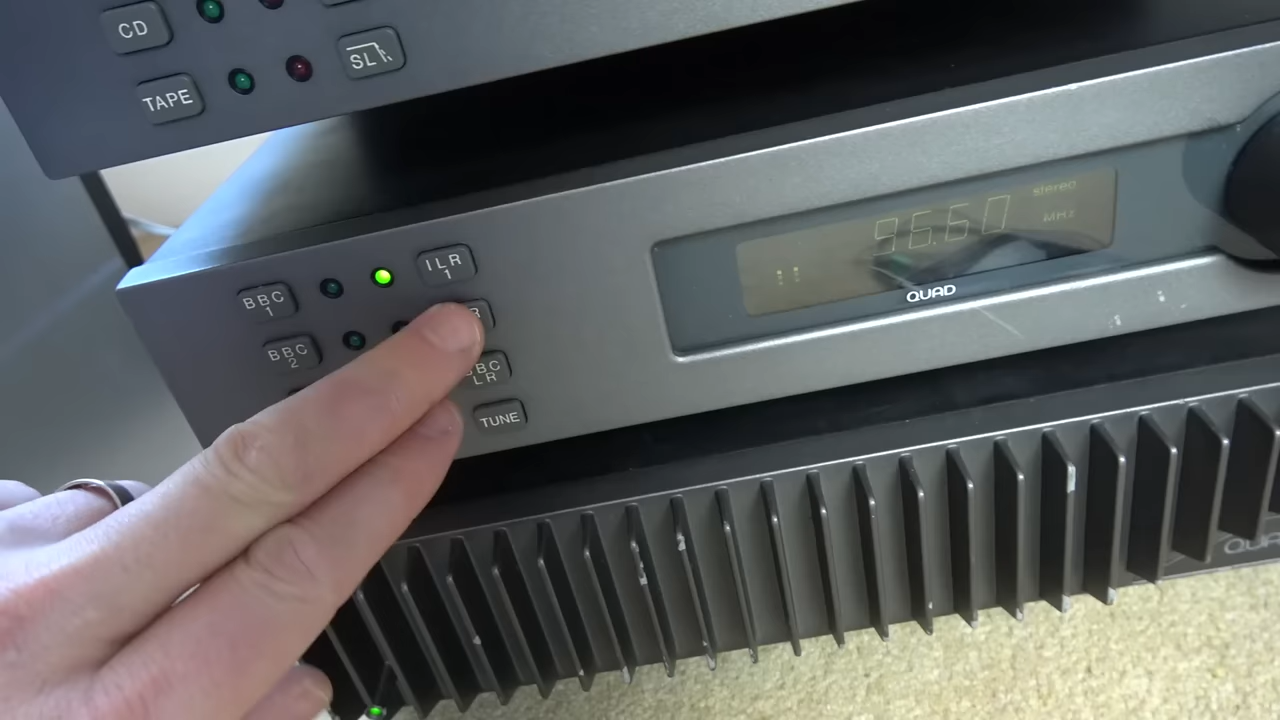 CD
SL
TAPE
ILR
1
BBC
1
BBC
2
R
BBC
LR
TUNE
stereo
96.60
MHz
QUAD